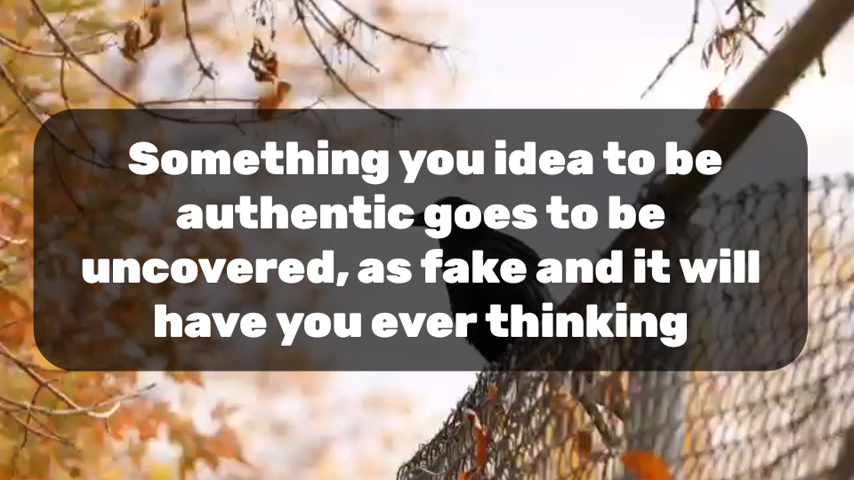 Something you idea to be
authentic goes to be
uncovered, as fake and it will
have you ever thinking